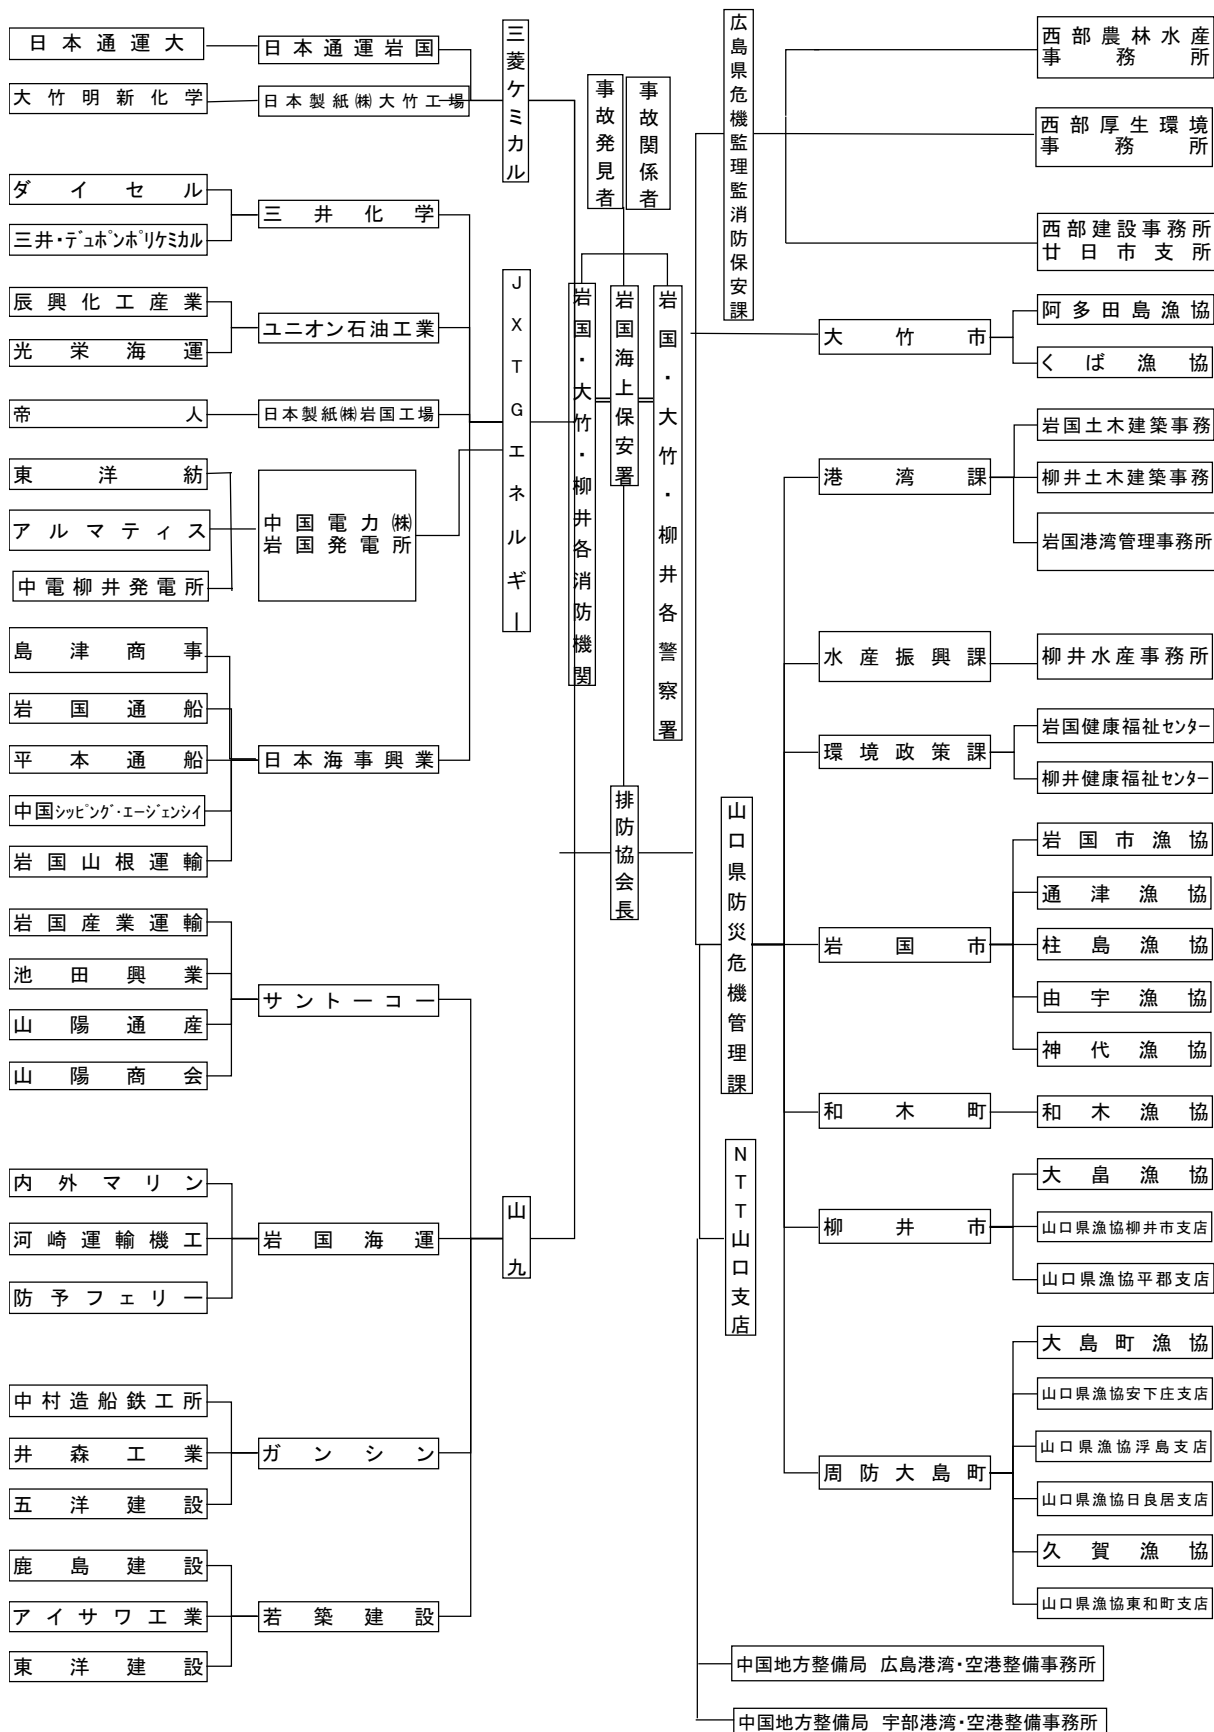 日本通運大
大竹明新化学
ダイセル
三井・デュポンポリケミカル
辰興化工産業
光栄海運
帝人
東洋紡
アルマティス
中電柳井発電所
島津商事
岩国通船
平本通船
中国シッピング・エージェンシイ
岩国山根運輸
岩国産業運輸
池田興業
山陽通産
山陽商会
内外マリン
河崎運輸機工
防予フェリー
中村造船鉄工所
井森工業
五洋建設
鹿島建設
アイサワ工業
東洋建設
日本通運岩国
日本製紙㈱大竹工場
三井化学
ユニオン石油工業
日本製紙㈱岩国工場
中国電力㈱
岩国発電所
日本海事興業
サントーコー
岩国海運
ガンシン
若築建設
三菱ケミカル
JXTGエネルギー
山九
事故発見者
事故関係者
岩国・大竹・柳井各消防機関
岩国海上保安署
岩国・大竹・柳井各警察署
排防協会長
広島県危機監理監消防保安課
山口県防災危機管理課
NTT山口支店
大竹市
港湾課
水産振興課
環境政策課
岩国市
和木町
柳井市
周防大島町
西部農林水産
事務所
西部厚生環境
事務所
西部建設事務所
廿日市支所
阿多田島漁協
くば漁協
岩国土木建築事務
柳井土木建築事務
岩国港湾管理事務所
柳井水産事務所
岩国健康福祉センター
柳井健康福祉センター
岩国市漁協
通津漁協
柱島漁協
由宇漁協
神代漁協
和木漁協
大畠漁協
山口県漁協柳井市支店
山口県漁協平郡支店
大島町漁協
山口県漁協安下庄支店
山口県漁協浮島支店
山口県漁協日良居支店
久賀漁協
山口県漁協東和町支店
中国地方整備局 広島港湾・空港整備事務所
中国地方整備局 宇部港湾・空港整備事務所